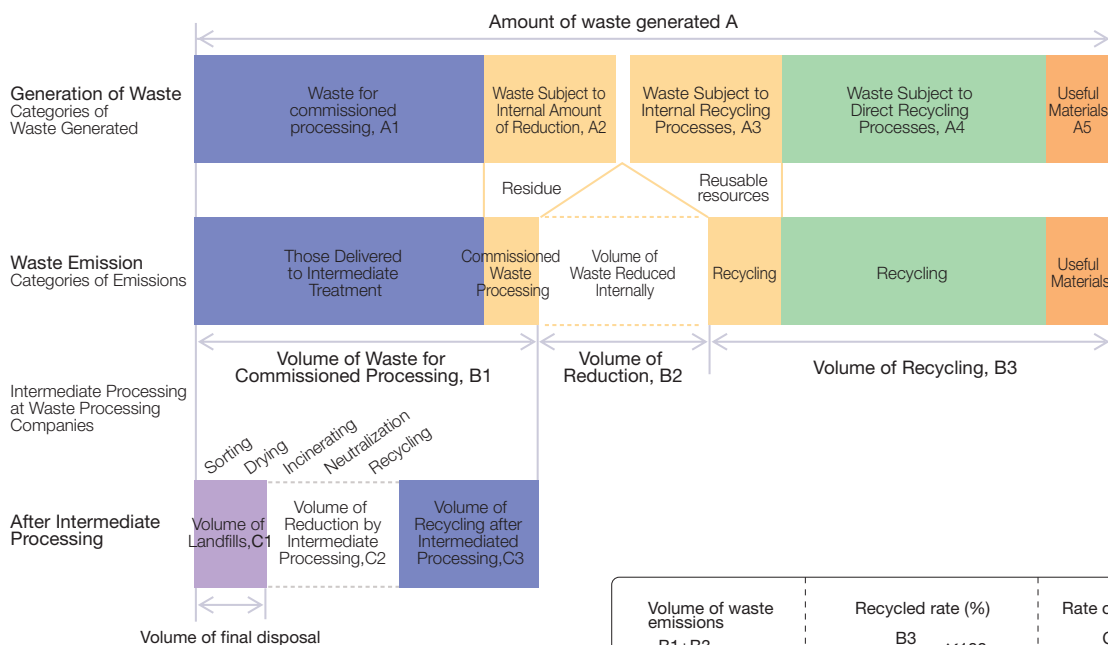 Amount of waste generated A
Generation of Waste
Categories of
Waste Generated
Waste for
commissioned
processing, A1
Waste Subject to
Internal Amount
of Reduction, A2
Waste Subject to
Internal Recycling
Processes, A3
Waste Subject to
Direct Recycling
Processes, A4
Useful
Materials
A5
Residue
Reusable
resources
Waste Emission
Categories of Emissions
Those Delivered
to Intermediate
Treatment
Commissioned
Waste
Processing
Volume of
Waste Reduced
Internally
Recycling
Recycling
Useful
Materials
Volume of Waste for
Commissioned Processing, B1
Volume of
Reduction, B2
Volume of Recycling, B3
Intermediate Processing
at Waste Processing
Companies
Sorting
Drying
Incinerating
Neutralization
Recycling
After Intermediate
Processing
Volume of
Landfills,C1
Volume of
Reduction by
Intermediate
Processing,C2
Volume of
Recycling after
Intermediated
Processing,C3
Volume of final disposal
Volume of waste
emissions
Recycled rate (%)
B3
Rate